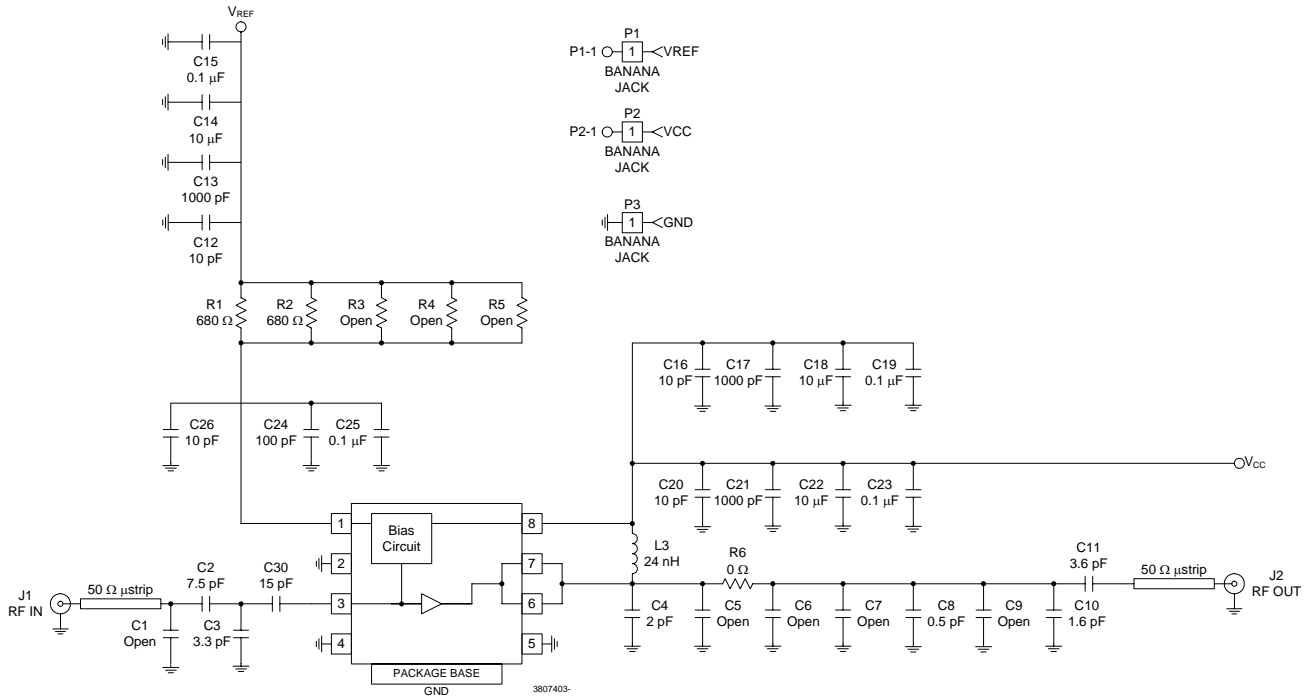 VREF
C15
0.1 µF
C14
10 µF
C13
1000 pF
C12
10 pF
P1
P1-1
1
VREF
BANANA
JACK
P2
P2-1
1
VCC
BANANA
JACK
P3
1
GND
BANANA
JACK
R1
680 Ω
R2
680 Ω
R3
Open
R4
Open
R5
Open
C16
10 pF
C17
1000 pF
C18
10 µF
C19
0.1 µF
C26
10 pF
C24
100 pF
C25
0.1 µF
VCC
C20
10 pF
C21
1000 pF
C22
10 µF
C23
0.1 µF
1
Bias
Circuit
8
2
7
3
6
4
5
PACKAGE BASE
GND
3807403-
L3
24 nH
R6
0 Ω
J1
RF IN
50 Ω µstrip
C2
7.5 pF
C30
15 pF
C1
Open
C3
3.3 pF
C4
2 pF
C5
Open
C6
Open
C7
Open
C8
0.5 pF
C9
Open
C10
1.6 pF
C11
3.6 pF
50 Ω µstrip
J2
RF OUT